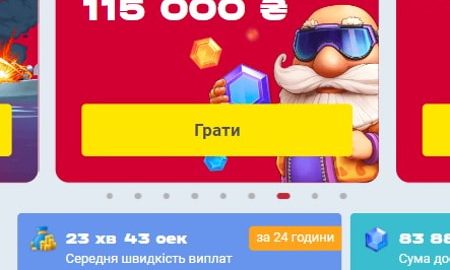 115 000 ₴
Грати
23 хв 43 сек
за 24 години
Середня швидкість виплат
83 88
Сума до